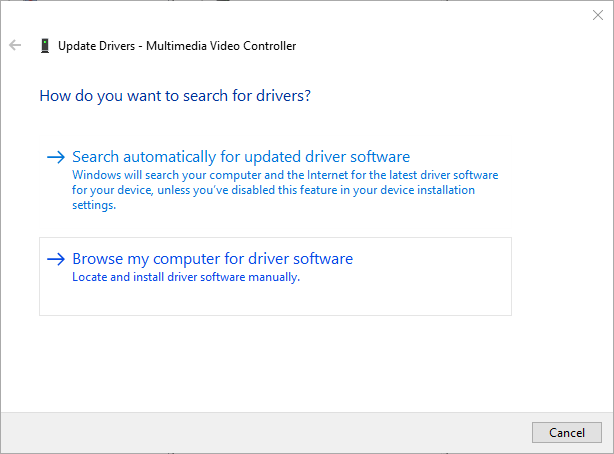 Update Drivers - Multimedia Video Controller
How do you want to search for drivers?
Search automatically for updated driver software
Windows will search your computer and the Internet for the latest driver software
for your device, unless you've disabled this feature in your device installation
settings.
Browse my computer for driver software
Locate and install driver software manually.
Cancel